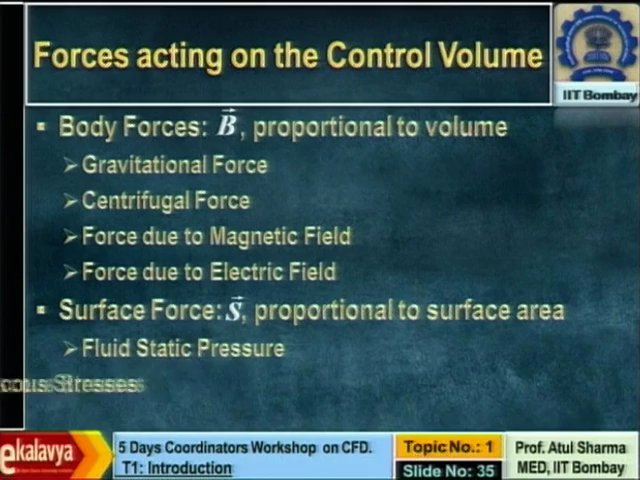 Forces acting on the Control Volume
IIT Bombay
▪ Body Forces: B⃗, proportional to volume
➢ Gravitational Force
➢ Centrifugal Force
➢ Force due to Magnetic Field
➢ Force due to Electric Field
▪ Surface Force: S⃗, proportional to surface area
➢ Fluid Static Pressure
cous Stresses
ekalavya
5 Days Coordinators Workshop on CFD.
T1: Introduction
Topic No.: 1
Slide No: 35
Prof. Atul Sharma
MED, IIT Bombay